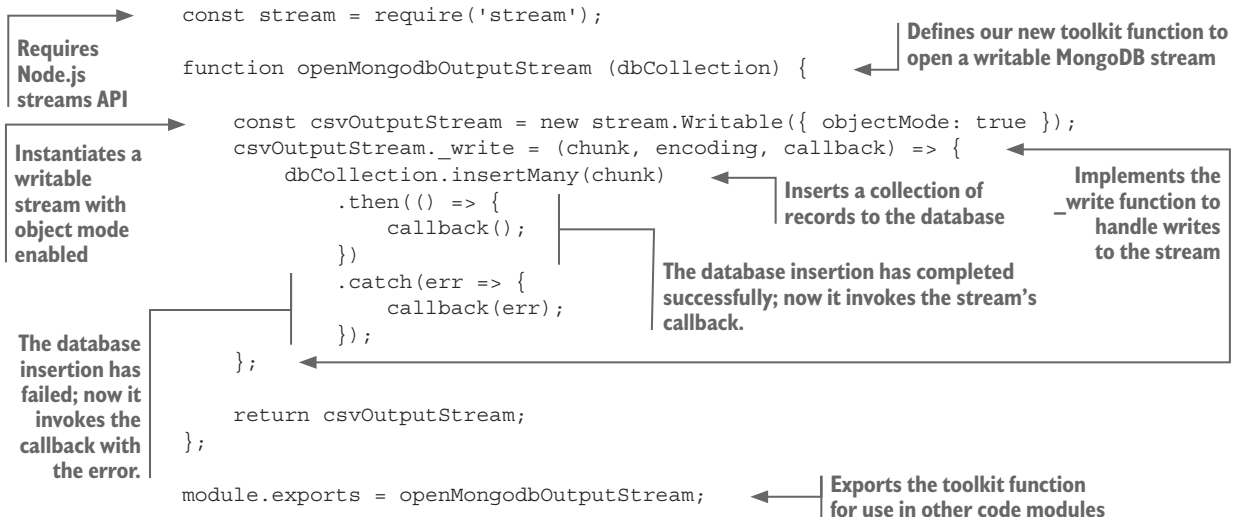 const stream = require('stream');
Requires
Node.js
streams API
Defines our new toolkit function to
open a writable MongoDB stream
function openMongodbOutputStream (dbCollection) {
const csvOutputStream = new stream.Writable({ objectMode: true });
Instantiates a
writable
stream with
object mode
enabled
csvOutputStream._write = (chunk, encoding, callback) => {
Implements the
_write function to
handle writes
to the stream
dbCollection.insertMany(chunk)
Inserts a collection of
records to the database
.then(() => {
callback();
})
The database insertion has completed
successfully; now it invokes the stream's
callback.
.catch(err => {
callback(err);
});
The database
insertion has
failed; now it
invokes the
callback with
the error.
};
return csvOutputStream;
};
module.exports = openMongodbOutputStream;
Exports the toolkit function
for use in other code modules